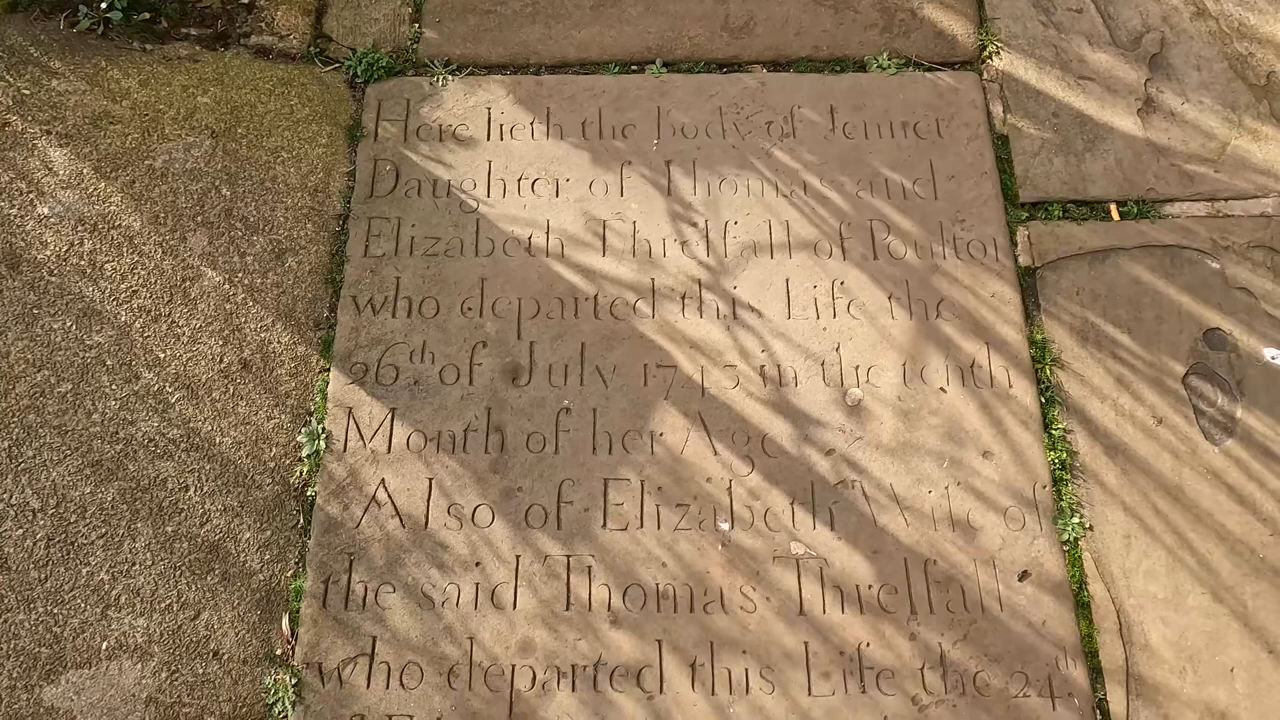 Here lieth the body of Jennet
Daughter of Thomas and
Elizabeth Threlfall of Poulton
who departed this Life the
26th of July 1745 in the tenth
Month of her Age
Also of Elizabeth Wife of
the said Thomas Threlfall
who departed this Life the 24th